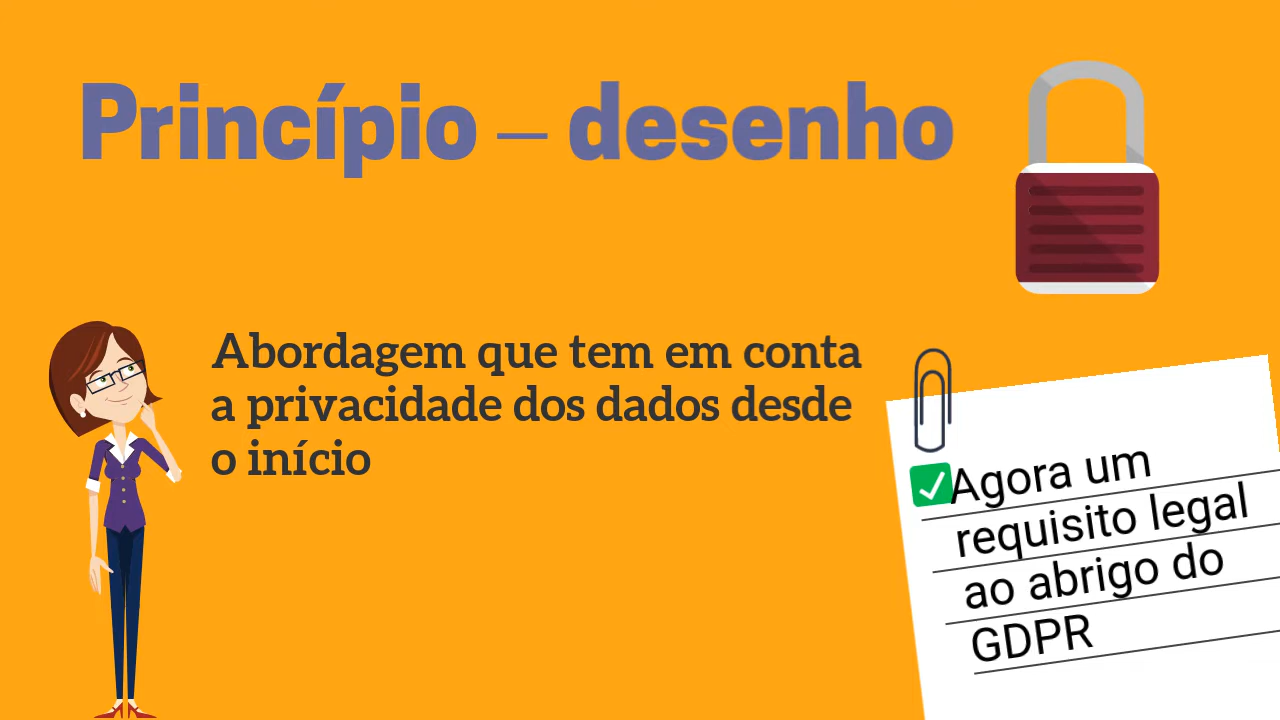 Princípio – desenho
Abordagem que tem em conta
a privacidade dos dados desde
o início
Agora um
requisito legal
ao abrigo do
GDPR